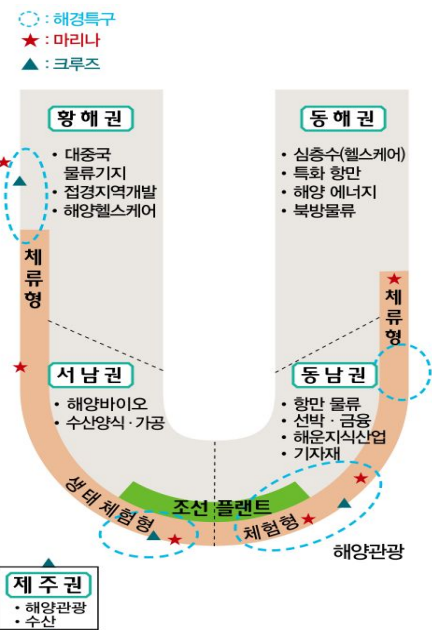 : 해경특구
★ : 마리나
▲ : 크루즈
황해권
• 대중국
물류기지
• 접경지역개발
• 해양헬스케어
동해권
• 심층수(헬스케어)
• 특화 항만
• 해양 에너지
• 북방물류
체류형
체류형
서남권
• 해양바이오
• 수산양식·가공
동남권
• 항만 물류
• 선박·금융
• 해운지식산업
• 기자재
생태체험형
조선 플랜트
체험형
해양관광
제주권
• 해양관광
• 수산